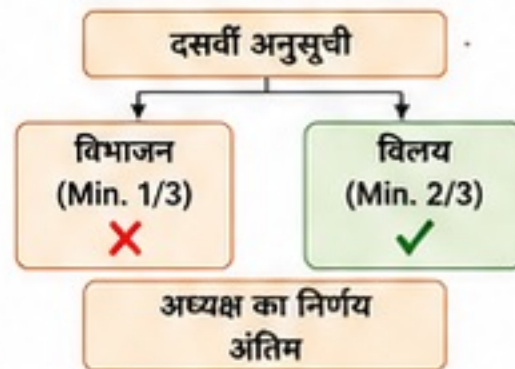 दसवीं अनुसूची
विभाजन
(Min. 1/3)
विलय
(Min. 2/3)
अध्यक्ष का निर्णय
अंतिम